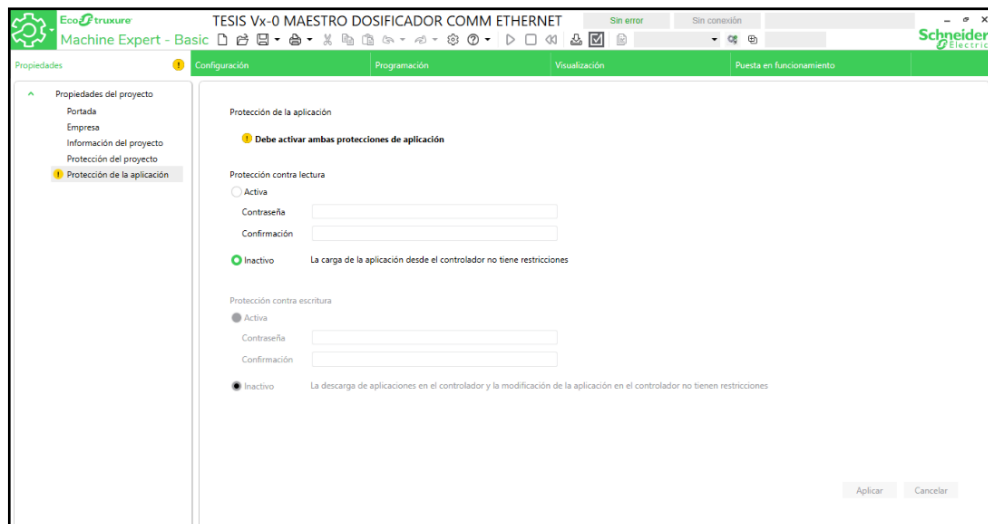 EcoStruxure
TESIS Vx-0 MAESTRO DOSIFICADOR COMM ETHERNET
Sin error
Sin conexión
Machine Expert - Basic
Schneider
Electric
Propiedades
Configuración
Programación
Visualización
Puesta en funcionamiento
Propiedades del proyecto
Portada
Empresa
Información del proyecto
Protección del proyecto
Protección de la aplicación
Protección de la aplicación
Debe activar ambas protecciones de aplicación
Protección contra lectura
Activa
Contraseña
Confirmación
Inactivo La carga de la aplicación desde el controlador no tiene restricciones
Protección contra escritura
Activa
Contraseña
Confirmación
Inactivo La descarga de aplicaciones en el controlador y la modificación de la aplicación en el controlador no tienen restricciones
Aplicar
Cancelar